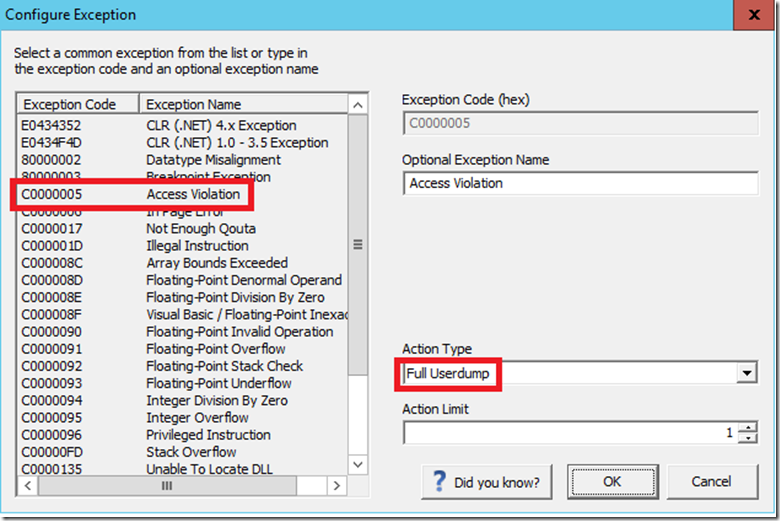 Configure Exception
x
Select a common exception from the list or type in
the exception code and an optional exception name
Exception Code Exception Name
E0434352 CLR (.NET) 4.x Exception
E0434F4D CLR (.NET) 1.0 - 3.5 Exception
80000002 Datatype Misalignment
80000003 Breakpoint Exception
C0000005 Access Violation
C0000006 In Page Error
C0000017 Not Enough Qouta
C000001D Illegal Instruction
C000008C Array Bounds Exceeded
C000008D Floating-Point Denormal Operand
C000008E Floating-Point Division By Zero
C000008F Visual Basic / Floating-Point Inexac
C0000090 Floating-Point Invalid Operation
C0000091 Floating-Point Overflow
C0000092 Floating-Point Stack Check
C0000093 Floating-Point Underflow
C0000094 Integer Division By Zero
C0000095 Integer Overflow
C0000096 Privileged Instruction
C00000FD Stack Overflow
C0000135 Unable To Locate DLL
Exception Code (hex)
C0000005
Optional Exception Name
Access Violation
Action Type
Full Userdump
Action Limit
1
? Did you know?
OK
Cancel